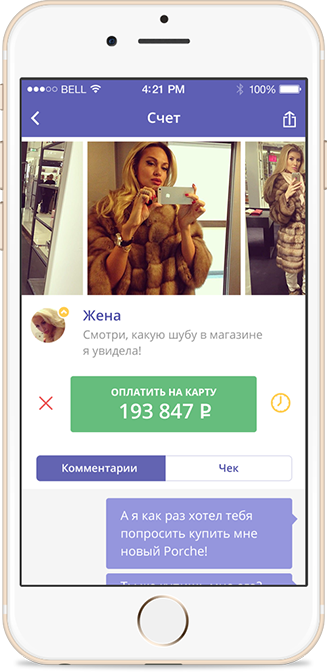 BELL 4:21 PM 100%
Счет
Жена
Смотри, какую шубу в магазине
я увидела!
ОПЛАТИТЬ НА КАРТУ
193 847 ₽
Комментарии Чек
А я как раз хотел тебя
попросить купить мне
новый Porche!